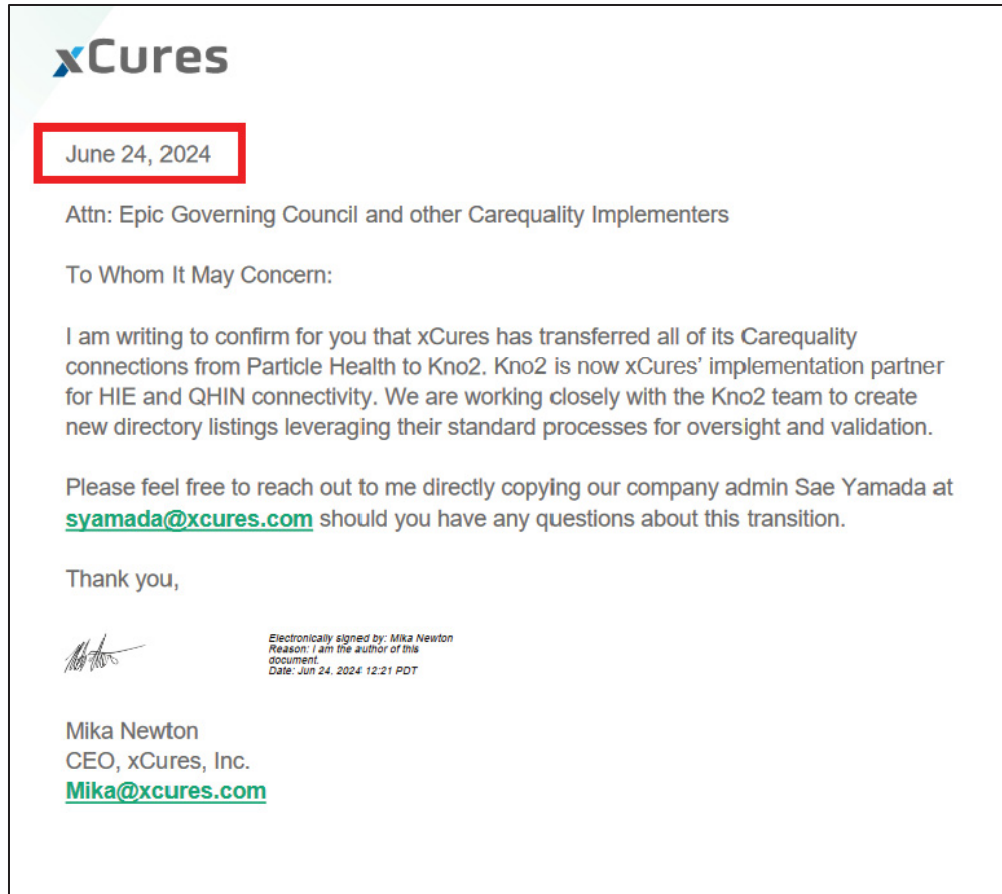 xCures
June 24, 2024
Attn: Epic Governing Council and other Carequality Implementers
To Whom It May Concern:
I am writing to confirm for you that xCures has transferred all of its Carequality
connections from Particle Health to Kno2. Kno2 is now xCures’ implementation partner
for HIE and QHIN connectivity. We are working closely with the Kno2 team to create
new directory listings leveraging their standard processes for oversight and validation.
Please feel free to reach out to me directly copying our company admin Sae Yamada at
syamada@xcures.com should you have any questions about this transition.
Thank you,
Electronically signed by: Mika Newton
Reason: I am the author of this
document.
Date: Jun 24, 2024 12:21 PDT
Mika Newton
CEO, xCures, Inc.
Mika@xcures.com